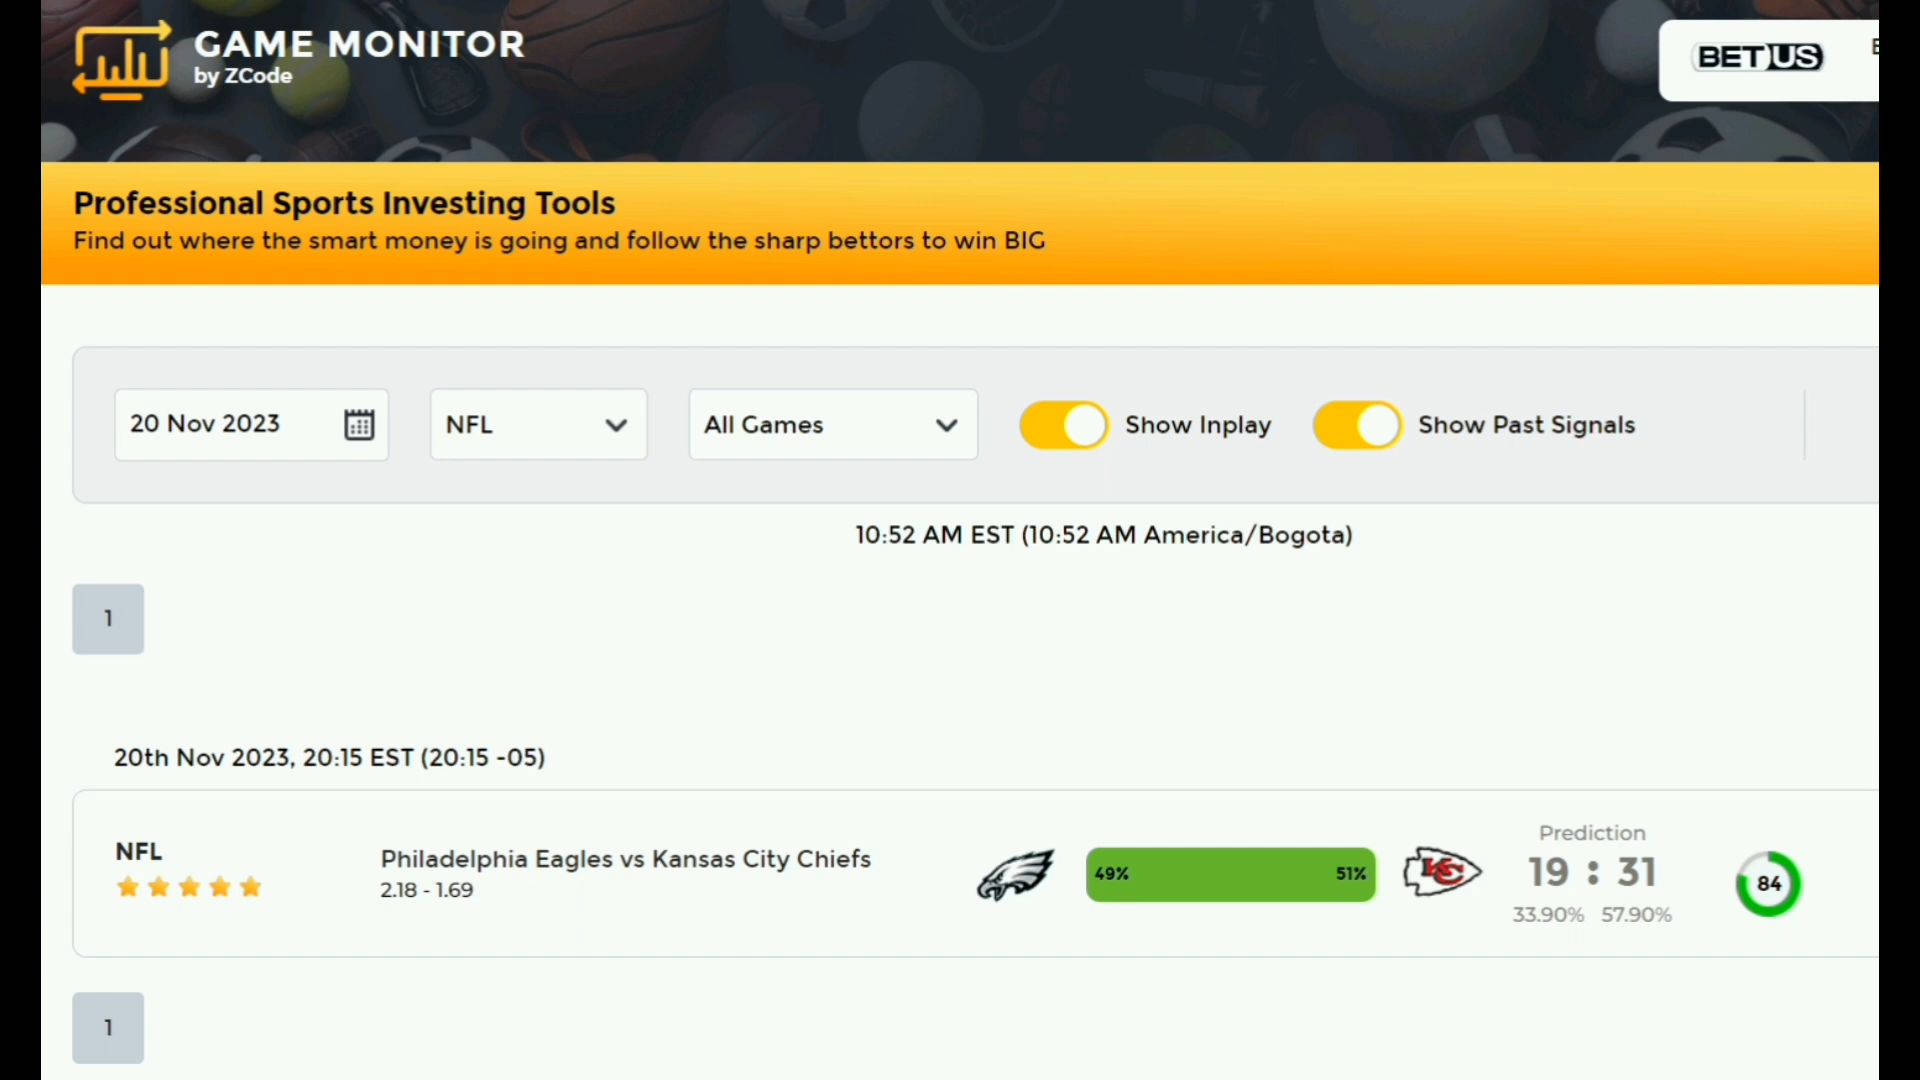 GAME MONITOR
by ZCode
BETUS
Professional Sports Investing Tools
Find out where the smart money is going and follow the sharp bettors to win BIG
20 Nov 2023
NFL
All Games
Show Inplay
Show Past Signals
10:52 AM EST (10:52 AM America/Bogota)
1
20th Nov 2023, 20:15 EST (20:15 -05)
NFL
Philadelphia Eagles vs Kansas City Chiefs
2.18 - 1.69
49%
51%
KC
Prediction
19 : 31
33.90% 57.90%
84
1